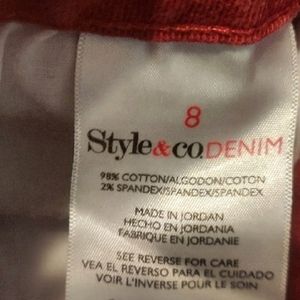 8
Style&co.DENIM
98% COTTON/ALGODON/COTON
2% SPANDEX/SPANDEX/SPANDEX
MADE IN JORDAN
HECHO EN JORDANIA
FABRIQUE EN JORDANIE
SEE REVERSE FOR CARE
VEA EL REVERSO PARA EL CUIDADO
VOIR L'INVERSE POUR LE SOIN